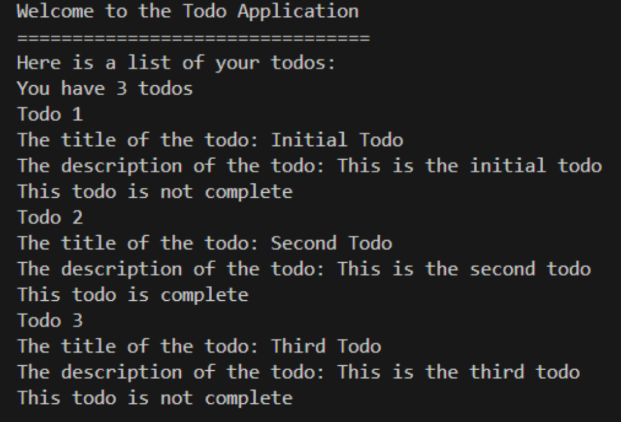 Welcome to the Todo Application
================================
Here is a list of your todos:
You have 3 todos
Todo 1
The title of the todo: Initial Todo
The description of the todo: This is the initial todo
This todo is not complete
Todo 2
The title of the todo: Second Todo
The description of the todo: This is the second todo
This todo is complete
Todo 3
The title of the todo: Third Todo
The description of the todo: This is the third todo
This todo is not complete